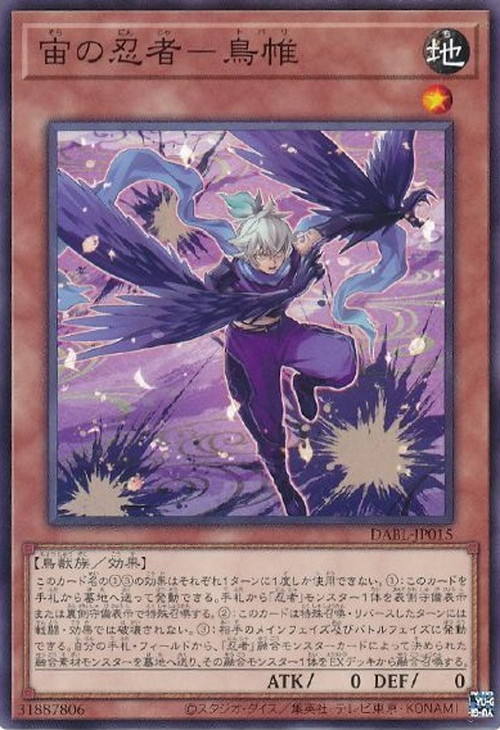 宙の忍者－鳥帷
地
DABL-JP015
【鳥獣族／効果】
このカード名の①③の効果はそれぞれ1ターンに1度しか使用できない。①：このカードを
手札から墓地へ送って発動できる。手札から「忍者」モンスター1体を表側守備表示
または裏側守備表示で特殊召喚する。②：このカードは特殊召喚・リバースしたターンには
戦闘・効果では破壊されない。③：相手のメインフェイズ及びバトルフェイズに発動
できる。自分の手札・フィールドから、「忍者」融合モンスターカードによって決められた
融合素材モンスターを墓地へ送り、その融合モンスター1体をEXデッキから融合召喚する。
ATK/ 0 DEF/ 0
31887806 ©スタジオ・ダイス／集英社・テレビ東京・KONAMI